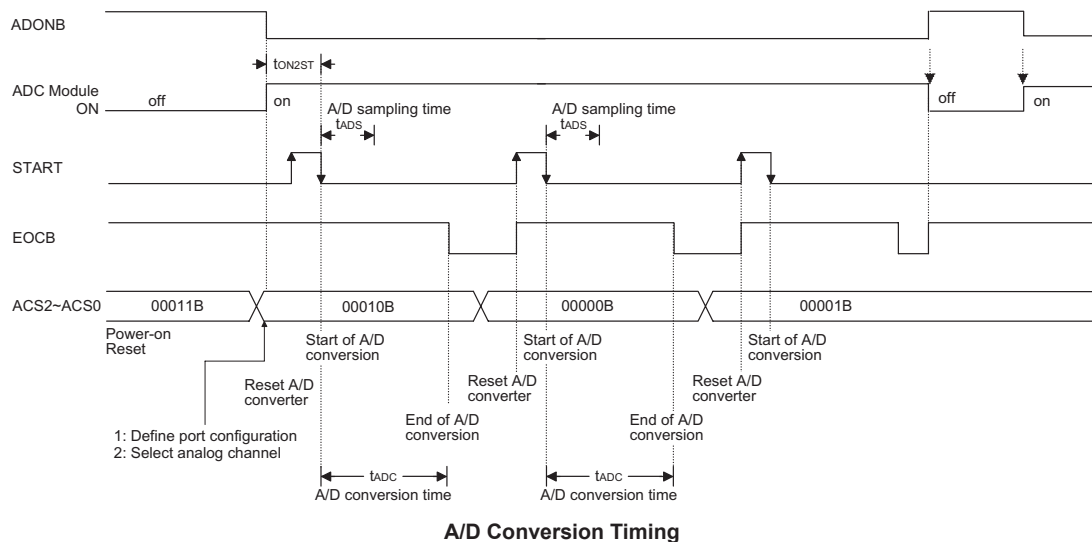 ADONB
tON2ST
ADC Module
ON
off
on
off
on
A/D sampling time
tADS
A/D sampling time
tADS
START
EOCB
ACS2~ACS0
00011B
00010B
00000B
00001B
Power-on
Reset
Start of A/D
conversion
Start of A/D
conversion
Start of A/D
conversion
Reset A/D
converter
Reset A/D
converter
Reset A/D
converter
End of A/D
conversion
End of A/D
conversion
1: Define port configuration
2: Select analog channel
tADC
A/D conversion time
tADC
A/D conversion time
A/D Conversion Timing